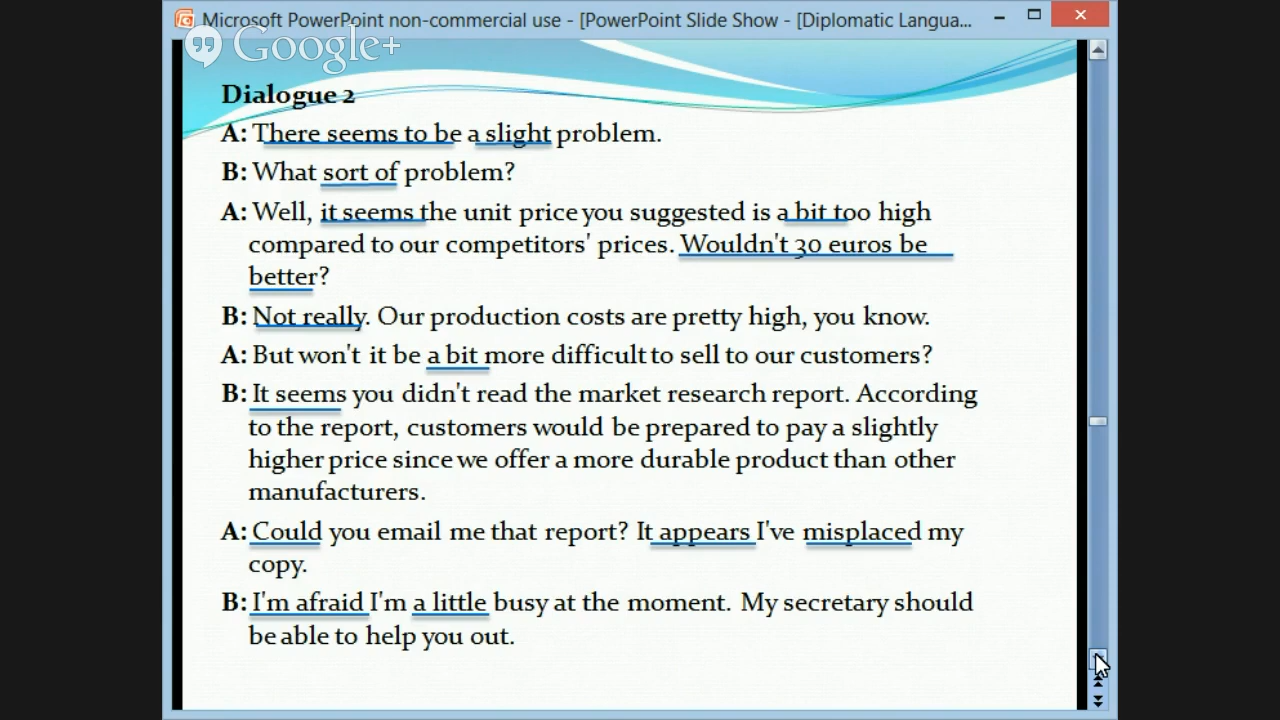 Microsoft PowerPoint non-commercial use - [PowerPoint Slide Show - [Diplomatic Langua...
Google+
Dialogue 2
A: There seems to be a slight problem.
B: What sort of problem?
A: Well, it seems the unit price you suggested is a bit too high
compared to our competitors' prices. Wouldn't 30 euros be
better?
B: Not really. Our production costs are pretty high, you know.
A: But won't it be a bit more difficult to sell to our customers?
B: It seems you didn't read the market research report. According
to the report, customers would be prepared to pay a slightly
higher price since we offer a more durable product than other
manufacturers.
A: Could you email me that report? It appears I've misplaced my
copy.
B: I'm afraid I'm a little busy at the moment. My secretary should
be able to help you out.